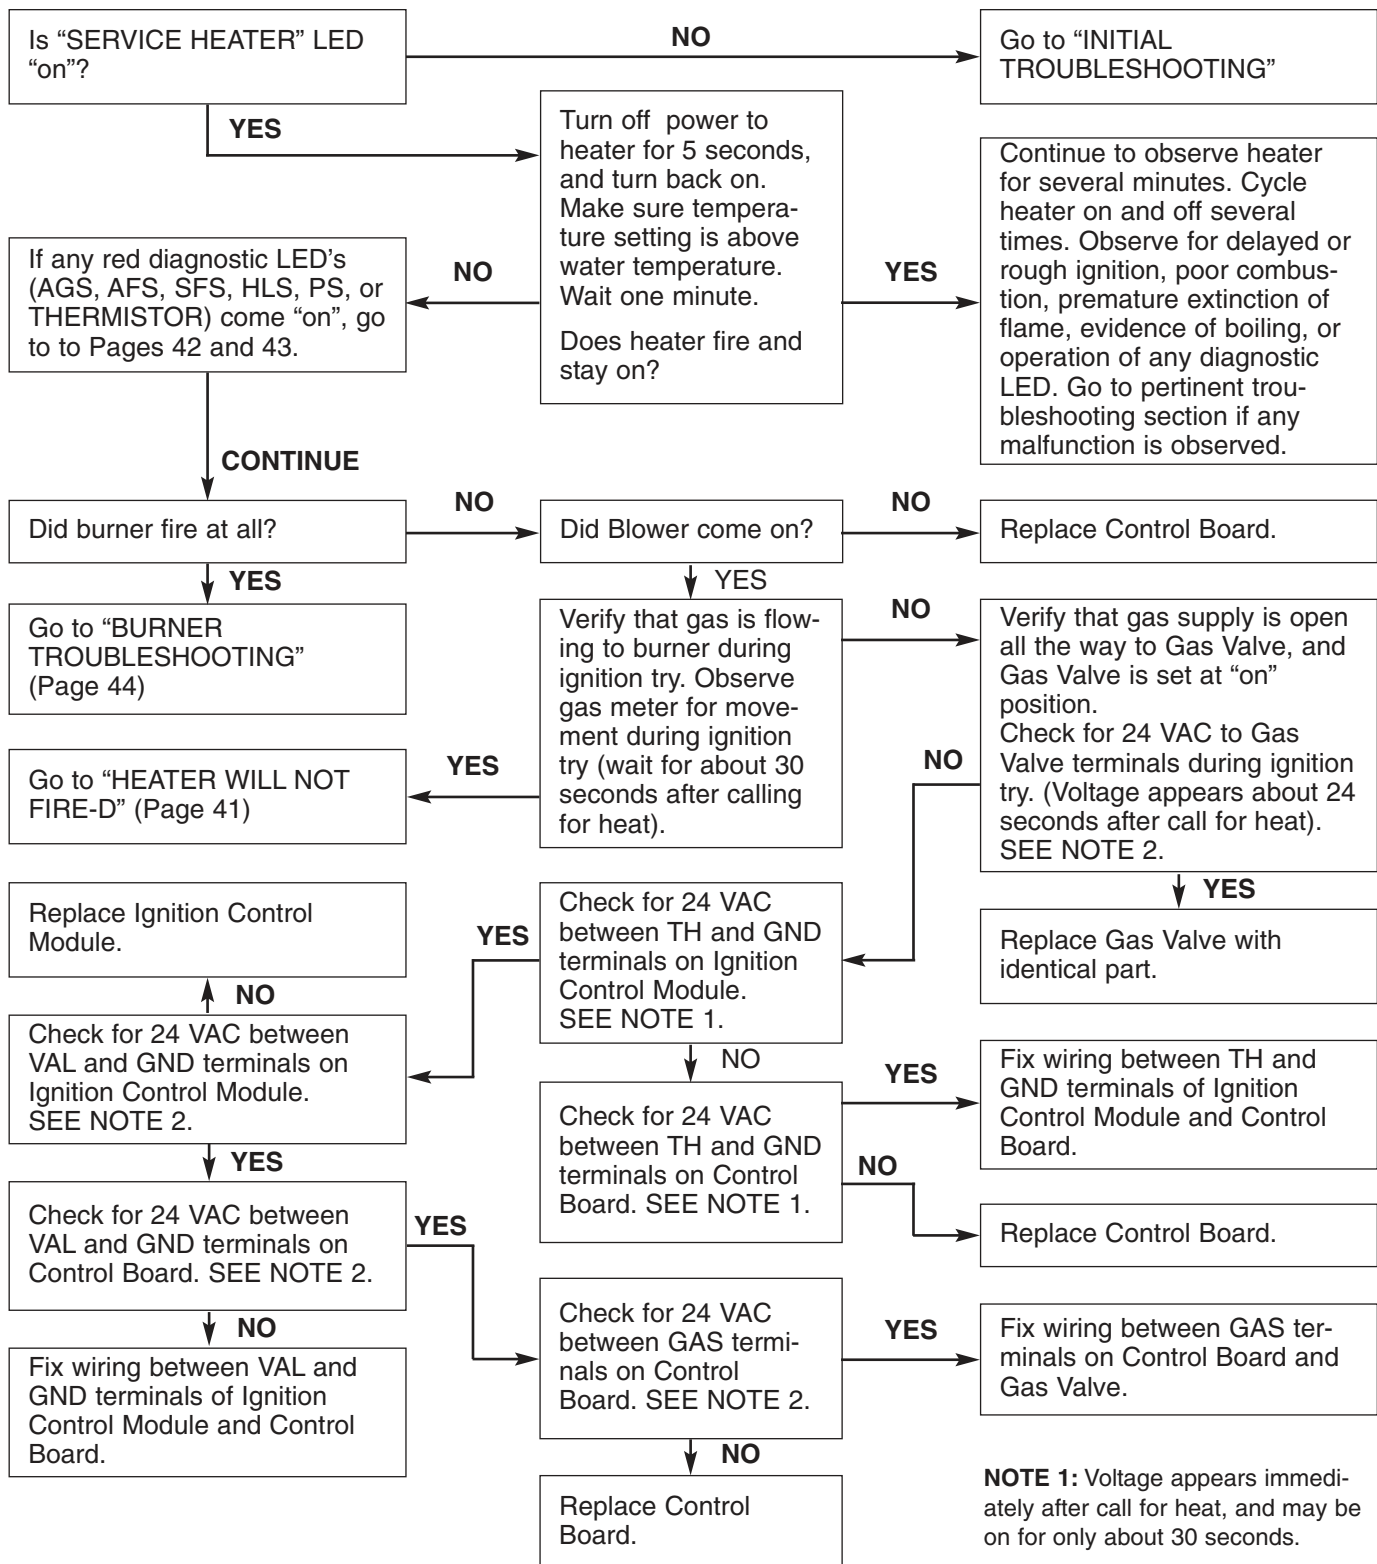 Is “SERVICE HEATER” LED
“on”?
NO
Go to “INITIAL
TROUBLESHOOTING”
YES
Turn off power to
heater for 5 seconds,
and turn back on.
Make sure tempera-
ture setting is above
water temperature.
Wait one minute.
Does heater fire and
stay on?
YES
Continue to observe heater
for several minutes. Cycle
heater on and off several
times. Observe for delayed or
rough ignition, poor combus-
tion, premature extinction of
flame, evidence of boiling, or
operation of any diagnostic
LED. Go to pertinent trou-
bleshooting section if any
malfunction is observed.
NO
If any red diagnostic LED’s
(AGS, AFS, SFS, HLS, PS, or
THERMISTOR) come “on”, go
to to Pages 42 and 43.
CONTINUE
Did burner fire at all?
NO
Did Blower come on?
NO
Replace Control Board.
YES
Go to “BURNER
TROUBLESHOOTING”
(Page 44)
YES
Verify that gas is flow-
ing to burner during
ignition try. Observe
gas meter for move-
ment during ignition
try (wait for about 30
seconds after calling
for heat).
NO
Verify that gas supply is open
all the way to Gas Valve, and
Gas Valve is set at “on”
position.
Check for 24 VAC to Gas
Valve terminals during ignition
try. (Voltage appears about 24
seconds after call for heat).
SEE NOTE 2.
YES
Go to “HEATER WILL NOT
FIRE-D” (Page 41)
NO
YES
Replace Gas Valve with
identical part.
Check for 24 VAC
between TH and GND
terminals on Ignition
Control Module.
SEE NOTE 1.
YES
Replace Ignition Control
Module.
NO
Check for 24 VAC between
VAL and GND terminals on
Ignition Control Module.
SEE NOTE 2.
NO
Check for 24 VAC
between TH and GND
terminals on Control
Board. SEE NOTE 1.
YES
Fix wiring between TH and
GND terminals of Ignition
Control Module and Control
Board.
NO
Replace Control Board.
YES
Check for 24 VAC between
VAL and GND terminals on
Control Board. SEE NOTE 2.
YES
Check for 24 VAC
between GAS termi-
nals on Control
Board. SEE NOTE 2.
YES
Fix wiring between GAS ter-
minals on Control Board and
Gas Valve.
NO
Fix wiring between VAL and
GND terminals of Ignition
Control Module and Control
Board.
NO
Replace Control
Board.
NOTE 1: Voltage appears immedi-
ately after call for heat, and may be
on for only about 30 seconds.